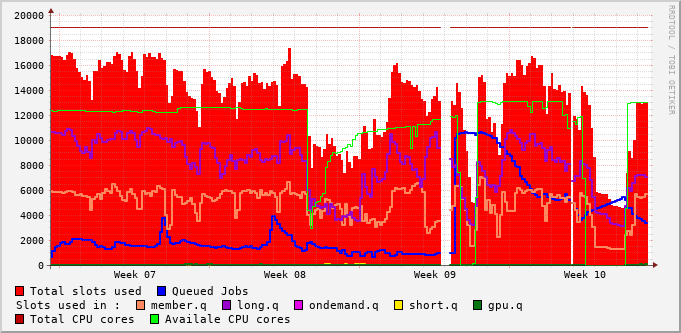 20000
18000
16000
14000
12000
10000
8000
6000
4000
2000
0
Week 07 Week 08 Week 09 Week 10
RRDTOOL / TOBI OETIKER
Total slots used Queued Jobs
Slots used in : member.q long.q ondemand.q short.q gpu.q
Total CPU cores Availale CPU cores